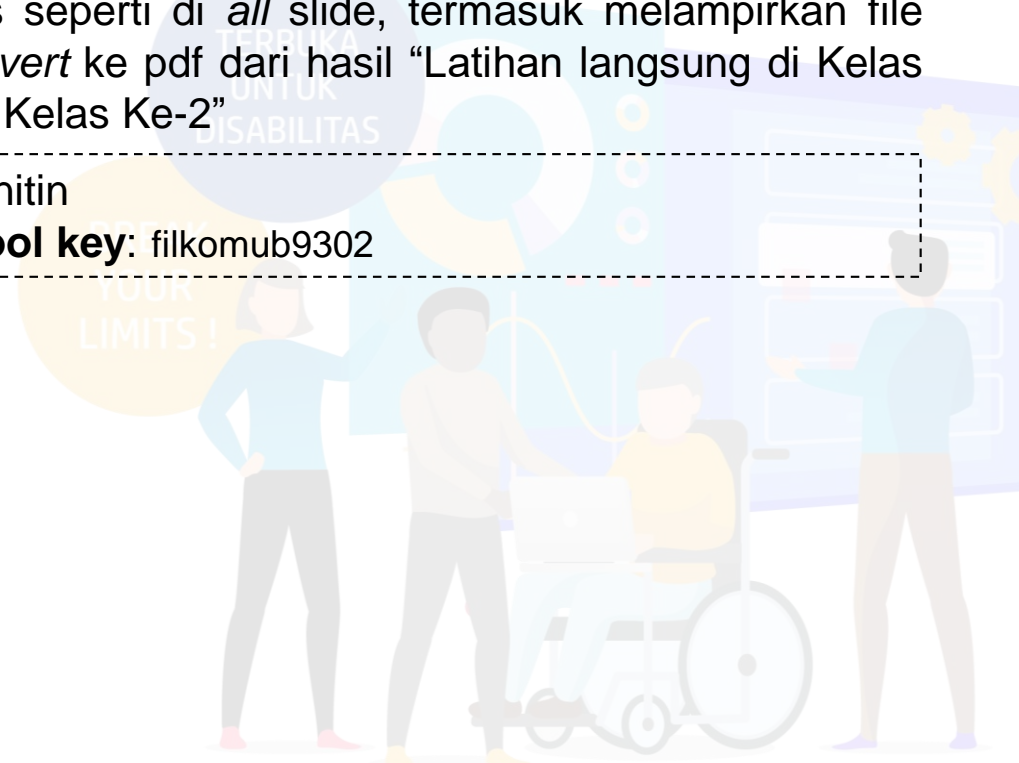 seperti di all slide, termasuk melampirkan file
vert ke pdf dari hasil “Latihan langsung di Kelas
Kelas Ke-2”
TERBUKA
UNTUK
DISABILITAS
nitin
ool key: filkomub9302
YOUR
LIMITS !